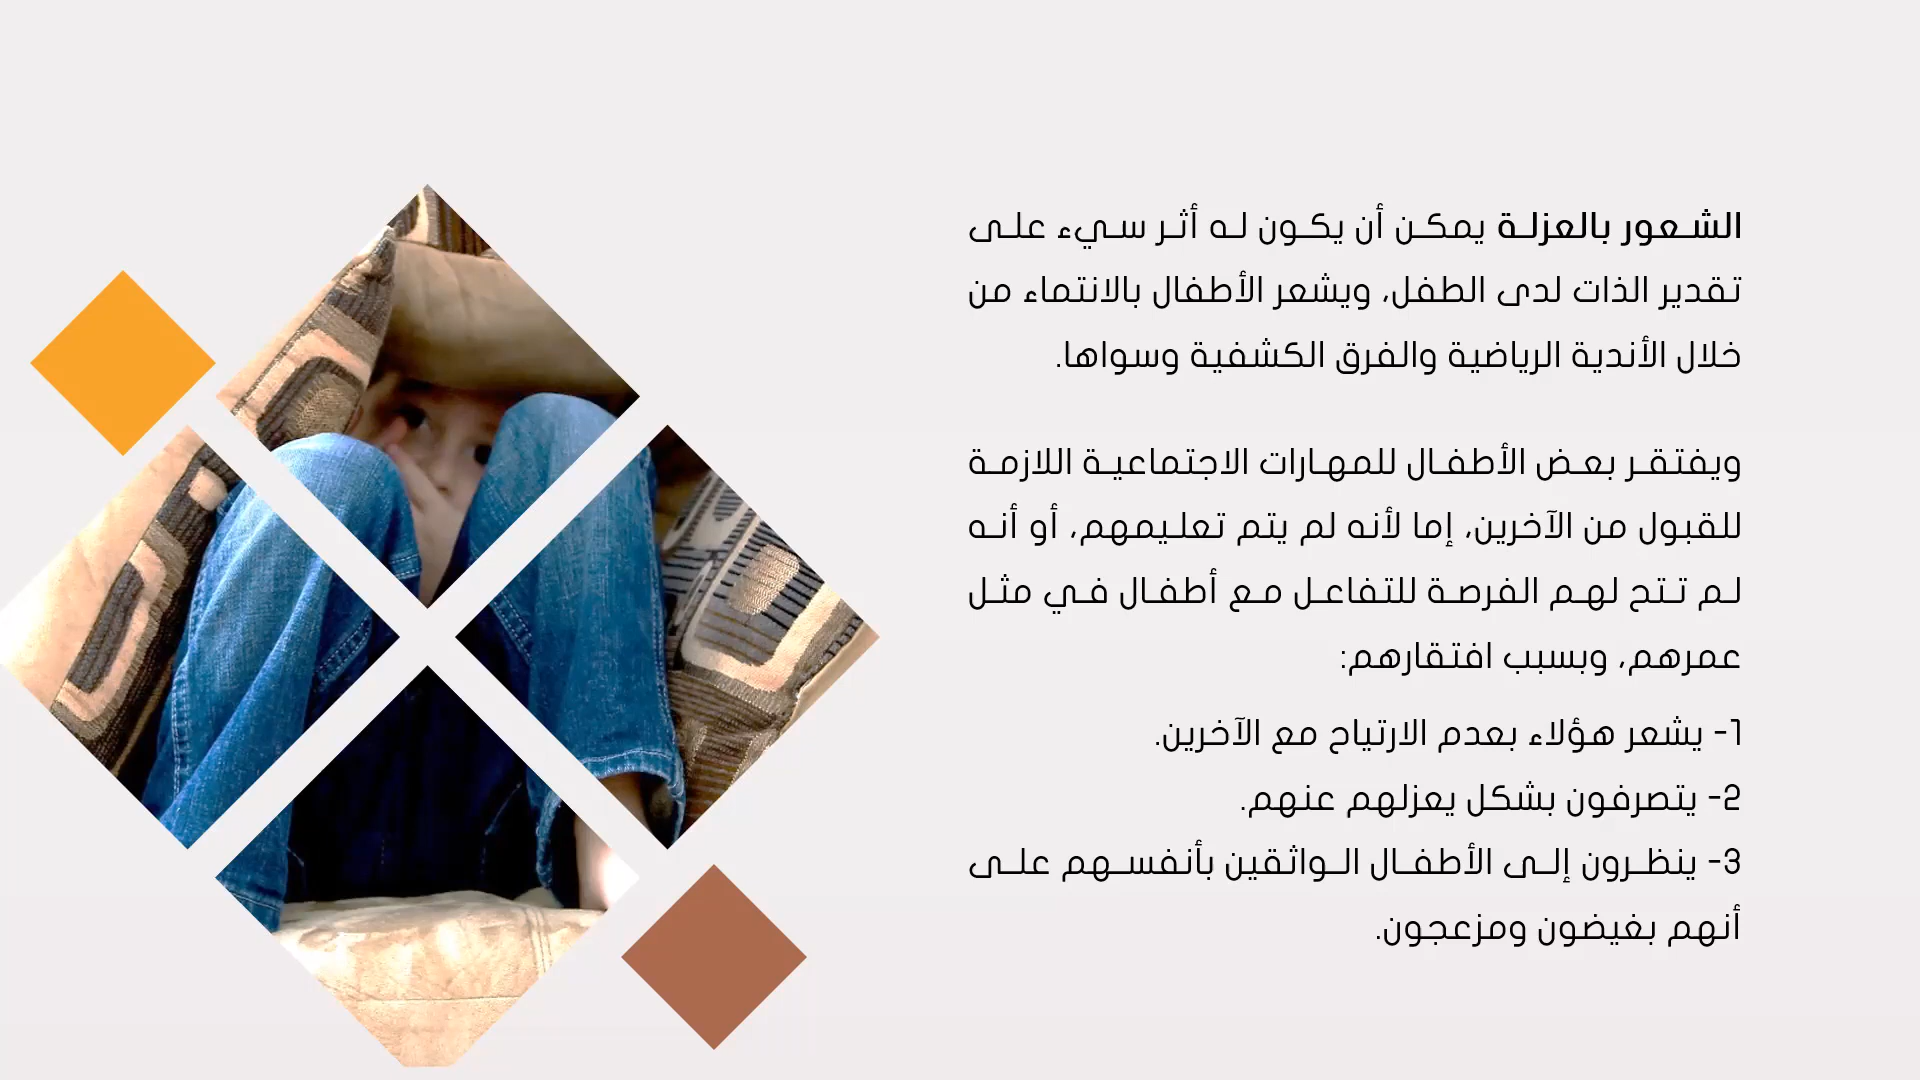 الشعور بالعزلة يمكن أن يكون له أثر سيء على
تقدير الذات لدى الطفل، ويشعر الأطفال بالانتماء من
خلال الأندية الرياضية والفرق الكشفية وسواها.
ويفتقر بعض الأطفال للمهارات الاجتماعية اللازمة
للقبول من الآخرين، إما لأنه لم يتم تعليمهم، أو أنه
لم تتح لهم الفرصة للتفاعل مع أطفال في مثل
عمرهم، وبسبب افتقارهم:
1- يشعر هؤلاء بعدم الارتياح مع الآخرين.
2- يتصرفون بشكل يعزلهم عنهم.
3- ينظرون إلى الأطفال الواثقين بأنفسهم على
أنهم بغيضون ومزعجون.